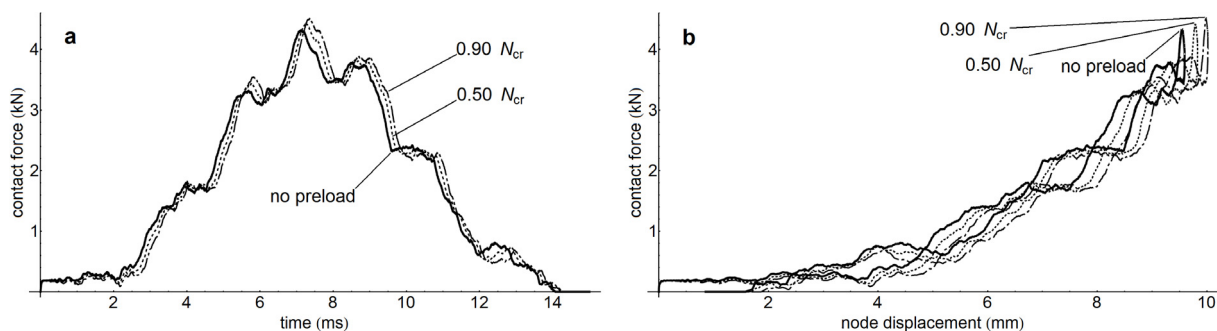 a
contact force (kN)
4
3
2
1
0.90 Ncr
0.50 Ncr
no preload
2 4 6 8 10 12 14
time (ms)
b
contact force (kN)
4
3
2
1
0.90 Ncr
0.50 Ncr
no preload
2 4 6 8 10
node displacement (mm)